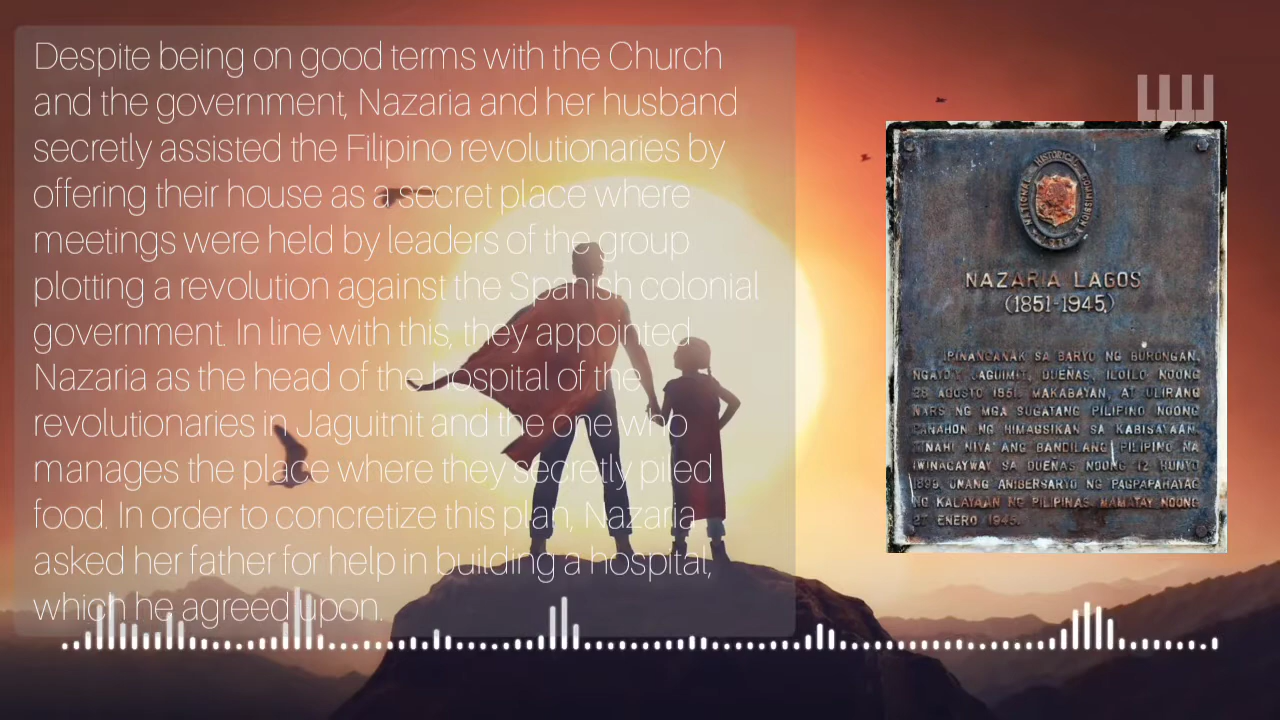 Despite being on good terms with the Church
and the government, Nazaria and her husband
secretly assisted the Filipino revolutionaries by
offering their house as a secret place where
meetings were held by leaders of the group
plotting a revolution against the Spanish colonial
government. In line with this, they appointed
Nazaria as the head of the hospital of the
revolutionaries in Jaguitnit and the one who
manages the place where they secretly piled
food. In order to concretize this plan, Nazaria
asked her father for help in building a hospital,
which he agreed upon.
NATIONAL HISTORICAL COMMISSION
NAZARIA LAGOS
(1851-1945)
IPINANGANAK SA BARYO NG BURONGAN,
NGAYO'Y JAGUIMIT, DUEÑAS, ILOILO NOONG
28 AGOSTO 1851. MAKABAYAN, AT ULIRANG
NARS NG MGA SUGATANG PILIPINO NOONG
PANAHON NG HIMAGSIKAN SA KABISAYAAN.
TINAHI NIYA ANG BANDILANG PILIPINO NA
IWINAGAYWAY SA DUEÑAS NOONG 12 HUNYO
1899, UNANG ANIBERSARYO NG PAGPAPAHAYAG
NG KALAYAAN NG PILIPINAS. NAMATAY NOONG
27 ENERO 1945.